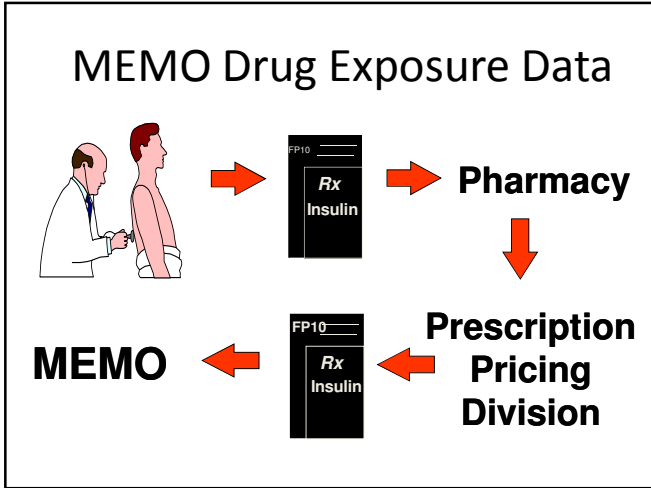 MEMO Drug Exposure Data
FP10
Rx
Insulin
Pharmacy
Prescription
Pricing
Division
FP10
Rx
Insulin
MEMO